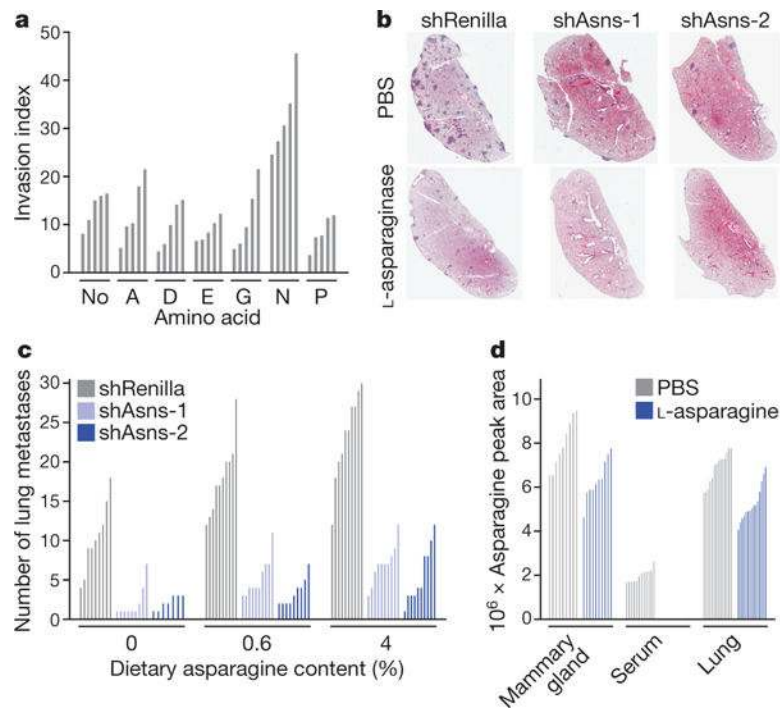 a
Invasion index
50
40
30
20
10
0
No A D E G N P
Amino acid
b
shRenilla shAsns-1 shAsns-2
PBS
L-asparaginase
c
Number of lung metastases
30
25
20
15
10
5
0
shRenilla
shAsns-1
shAsns-2
0 0.6 4
Dietary asparagine content (%)
d
10⁶ × Asparagine peak area
10
8
6
4
2
0
PBS
L-asparagine
Mammary
gland
Serum
Lung